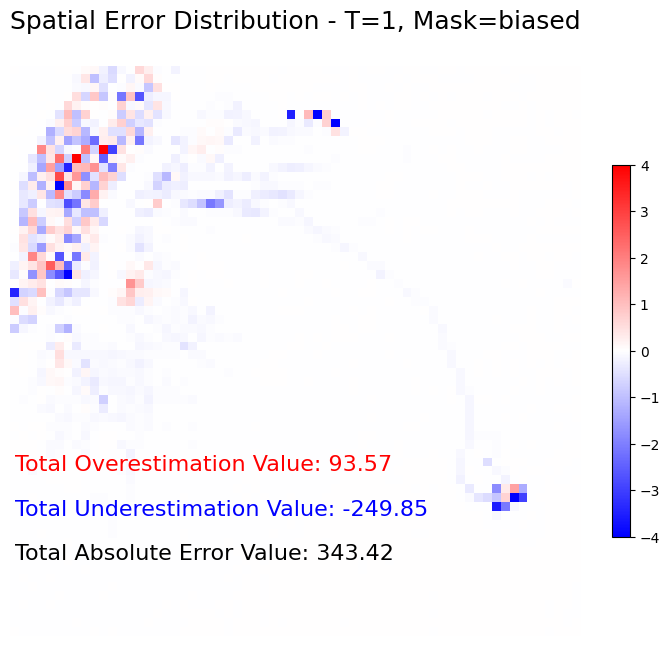 Spatial Error Distribution - T=1, Mask=biased
4
3
2
1
0
−1
−2
−3
−4
Total Overestimation Value: 93.57
Total Underestimation Value: -249.85
Total Absolute Error Value: 343.42